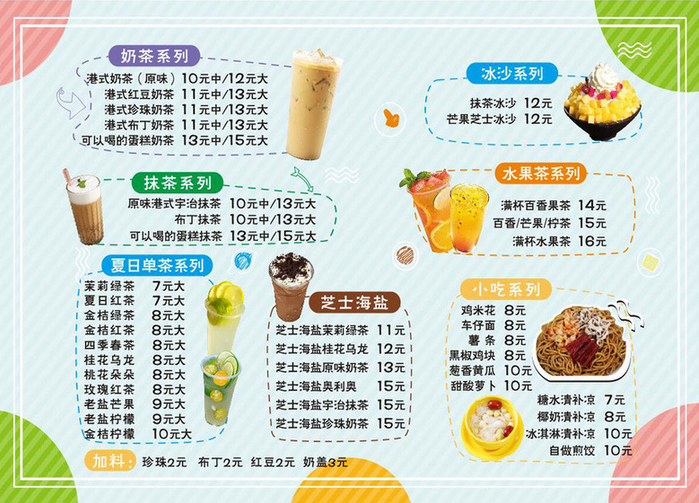 奶茶系列
港式奶茶（原味）10元中/12元大
港式红豆奶茶 11元中/13元大
港式珍珠奶茶 11元中/13元大
港式布丁奶茶 11元中/13元大
可以喝的蛋糕奶茶 13元中/15元大
抹茶系列
原味港式宇治抹茶 10元中/13元大
布丁抹茶 10元中/13元大
可以喝的蛋糕抹茶 13元中/15元大
夏日单茶系列
茉莉绿茶 7元大
夏日红茶 7元大
金桔绿茶 8元大
金桔红茶 8元大
四季春茶 8元大
桂花乌龙 8元大
桃花朵朵 8元大
玫瑰红茶 8元大
老盐芒果 9元大
老盐柠檬 9元大
金桔柠檬 10元大
芝士海盐
芝士海盐茉莉绿茶 11元
芝士海盐桂花乌龙 12元
芝士海盐原味奶茶 13元
芝士海盐奥利奥 15元
芝士海盐宇治抹茶 15元
芝士海盐珍珠奶茶 15元
冰沙系列
抹茶冰沙 12元
芒果芝士冰沙 12元
水果茶系列
满杯百香果茶 14元
百香/芒果/柠茶 15元
满杯水果茶 16元
小吃系列
鸡米花 8元
车仔面 8元
薯条 8元
黑椒鸡块 8元
葱香黄瓜 10元
甜酸萝卜 10元
糖水清补凉 7元
椰奶清补凉 8元
冰淇淋清补凉 10元
自做煎饺 10元
加料：珍珠2元 布丁2元 红豆2元 奶盖3元